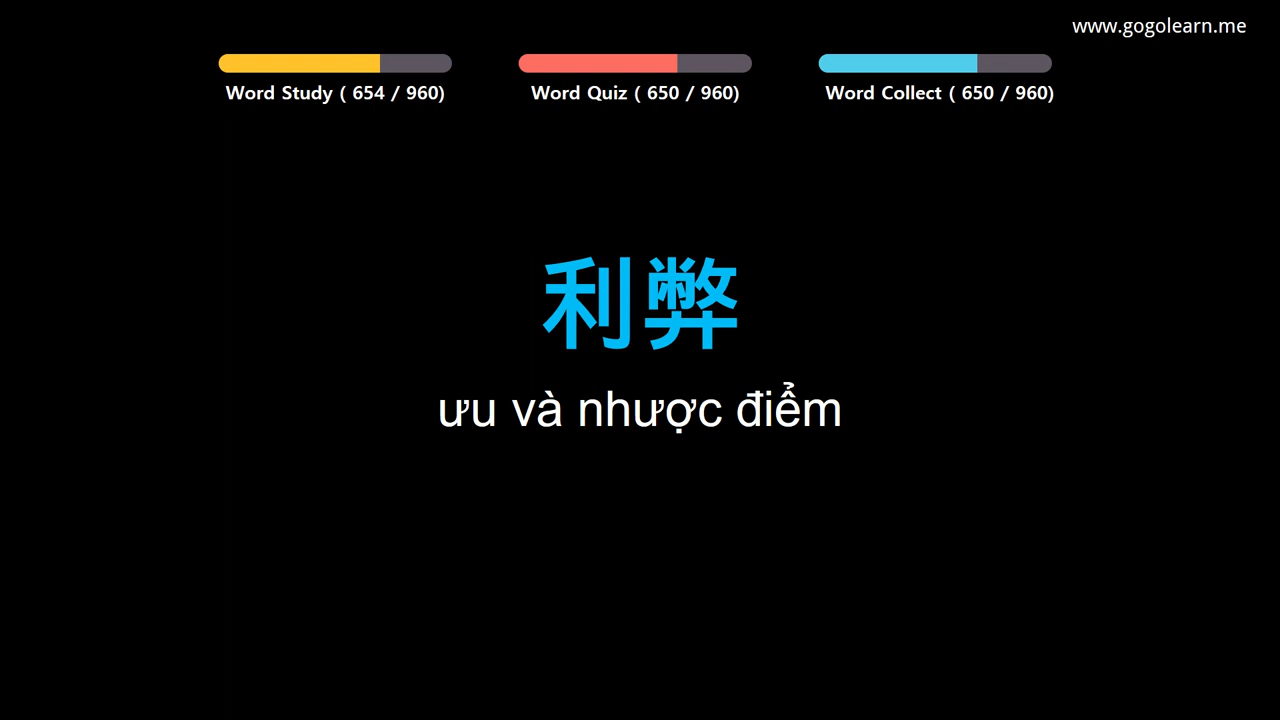 www.gogolearn.me
Word Study ( 654 / 960)
Word Quiz ( 650 / 960)
Word Collect ( 650 / 960)
利弊
ưu và nhược điểm